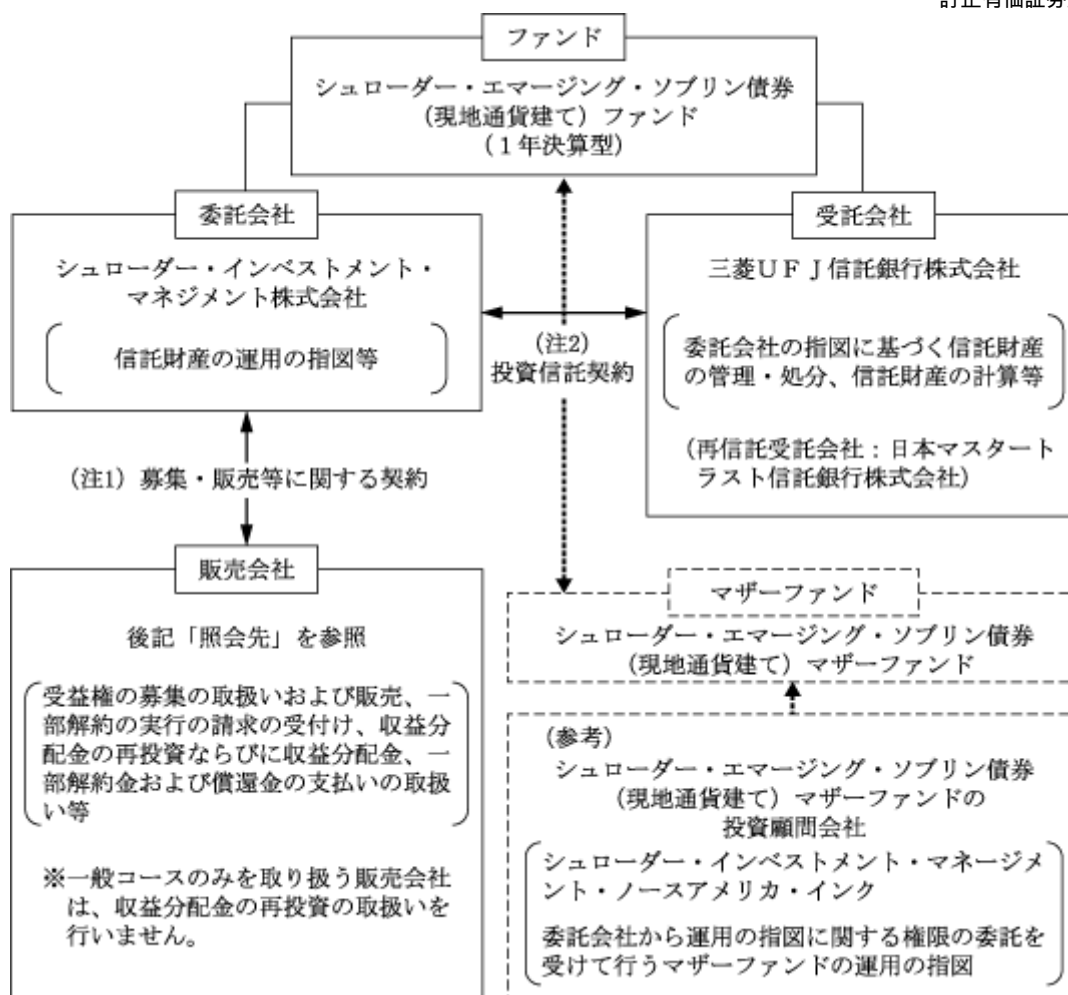 ファンド
シュローダー・エマージング・ソブリン債券
(現地通貨建て) ファンド
(1年決算型)
委託会社
シュローダー・インベストメント・
マネジメント株式会社
信託財産の運用の指図等
受託会社
三菱UFJ信託銀行株式会社
委託会社の指図に基づく信託財産
の管理・処分、信託財産の計算等
(再信託受託会社:日本マスタート
ラスト信託銀行株式会社)
(注2)
投資信託契約
(注1) 募集・販売等に関する契約
販売会社
後記「照会先」を参照
受益権の募集の取扱いおよび販売、一
部解約の実行の請求の受付け、収益分
配金の再投資ならびに収益分配金、一
部解約金および償還金の支払いの取扱
い等
※一般コースのみを取り扱う販売会社
は、収益分配金の再投資の取扱いを
行いません。
マザーファンド
シュローダー・エマージング・ソブリン債券
(現地通貨建て) マザーファンド
(参考)
シュローダー・エマージング・ソブリン債券
(現地通貨建て) マザーファンドの
投資顧問会社
シュローダー・インベストメント・マネージメ
ント・ノースアメリカ・インク
委託会社から運用の指図に関する権限の委託を
受けて行うマザーファンドの運用の指図